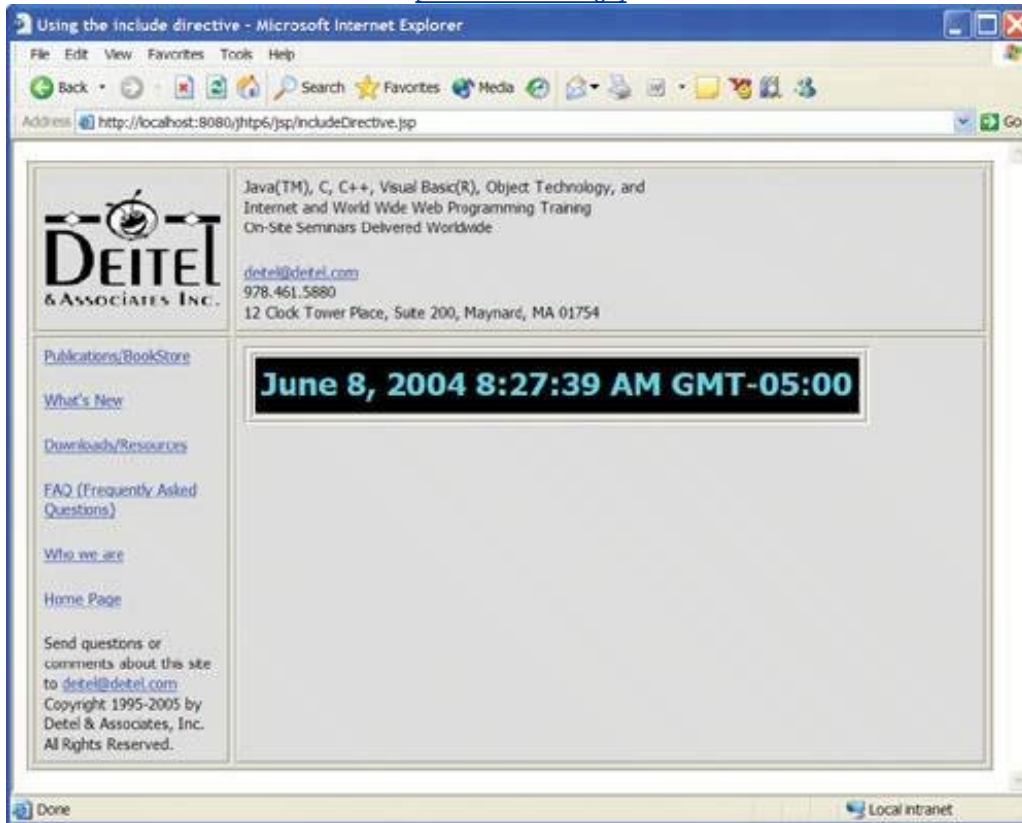 Using the include directive - Microsoft Internet Explorer
File Edit View Favorites Tools Help
Back Search Favorites Media
Address http://localhost:8080/jhtp6/jsp/includeDirective.jsp Go
DEITEL
& ASSOCIATES INC.
Java(TM), C, C++, Visual Basic(R), Object Technology, and
Internet and World Wide Web Programming Training
On-Site Seminars Delivered Worldwide
deitel@deitel.com
978.461.5880
12 Clock Tower Place, Suite 200, Maynard, MA 01754
Publications/BookStore
What's New
Downloads/Resources
FAQ (Frequently Asked
Questions)
Who we are
Home Page
Send questions or
comments about this site
to deitel@deitel.com
Copyright 1995-2005 by
Deitel & Associates, Inc.
All Rights Reserved.
June 8, 2004 8:27:39 AM GMT-05:00
Done
Local intranet